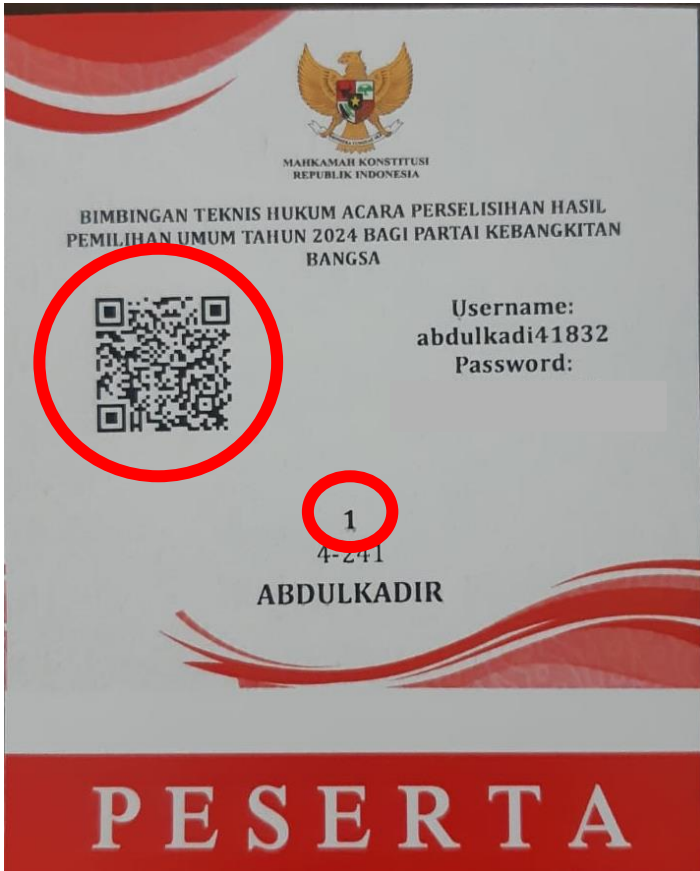 MAHKAMAH KONSTITUSI
REPUBLIK INDONESIA
BIMBINGAN TEKNIS HUKUM ACARA PERSELISIHAN HASIL
PEMILIHAN UMUM TAHUN 2024 BAGI PARTAI KEBANGKITAN
BANGSA
Username:
abdulkadi41832
Password:
1
4-241
ABDULKADIR
PESERTA